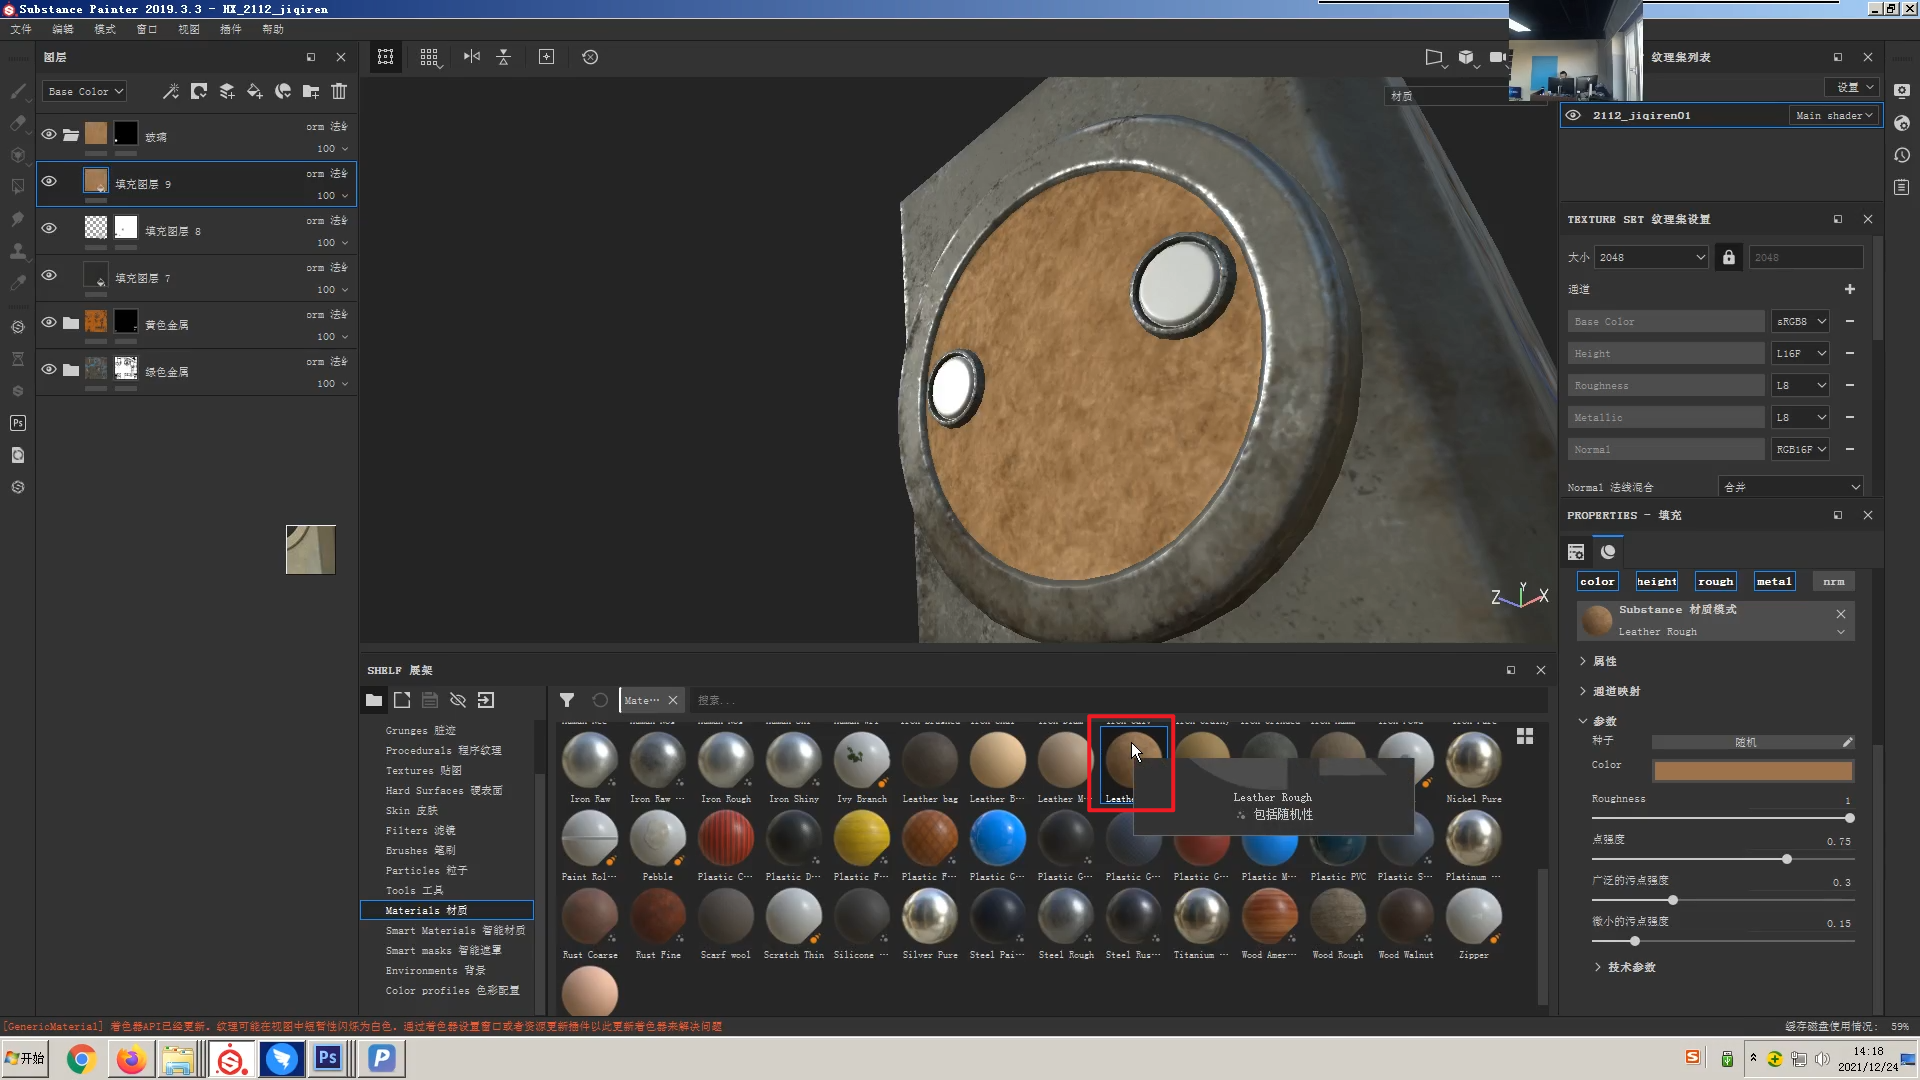 Substance Painter 2019.3.3 - HX_2112_jiqiren
文件 编辑 模式 窗口 视图 插件 帮助
图层
Base Color
玻璃
orm 法线
100
填充图层 9
orm 法线
100
填充图层 8
orm 法线
100
填充图层 7
orm 法线
100
黄色金属
orm 法线
100
绿色金属
orm 法线
100
Ps
材质
Z Y X
SHELF 展架
Mate…
搜索...
Grunges 脏迹
Procedurals 程序纹理
Textures 贴图
Hard Surfaces 硬表面
Skin 皮肤
Filters 滤镜
Brushes 笔刷
Particles 粒子
Tools 工具
Materials 材质
Smart Materials 智能材质
Smart masks 智能遮罩
Environments 背景
Color profiles 色彩配置
Iron Raw Iron Raw … Iron Rough Iron Shiny Ivy Branch Leather bag Leather B… Leather M… Leathe Nickel Pure
Leather Rough
包括随机性
Paint Rol… Pebble Plastic C… Plastic D… Plastic F… Plastic F… Plastic G… Plastic G… Plastic G… Plastic G… Plastic M… Plastic PVC Plastic S… Platinum …
Rust Coarse Rust Fine Scarf wool Scratch Thin Silicone … Silver Pure Steel Pai… Steel Rough Steel Rus… Titanium … Wood Amer… Wood Rough Wood Walnut Zipper
纹理集列表
设置
2112_jiqiren01 Main shader
TEXTURE SET 纹理集设置
大小 2048 2048
通道
Base Color sRGB8
Height L16F
Roughness L8
Metallic L8
Normal RGB16F
Normal 法线混合 合并
PROPERTIES - 填充
color height rough metal nrm
Substance 材质模式
Leather Rough
属性
通道映射
参数
种子 随机
Color
Roughness 1
点强度 0.75
广泛的污点强度 0.3
微小的污点强度 0.15
技术参数
[GenericMaterial] 着色器API已经更新. 纹理可能在视图中短暂性闪烁为白色. 通过着色器设置窗口或者资源更新插件以此更新着色器来解决问题
缓存磁盘使用情况: 59%
开始
Ps
14:18
2021/12/24